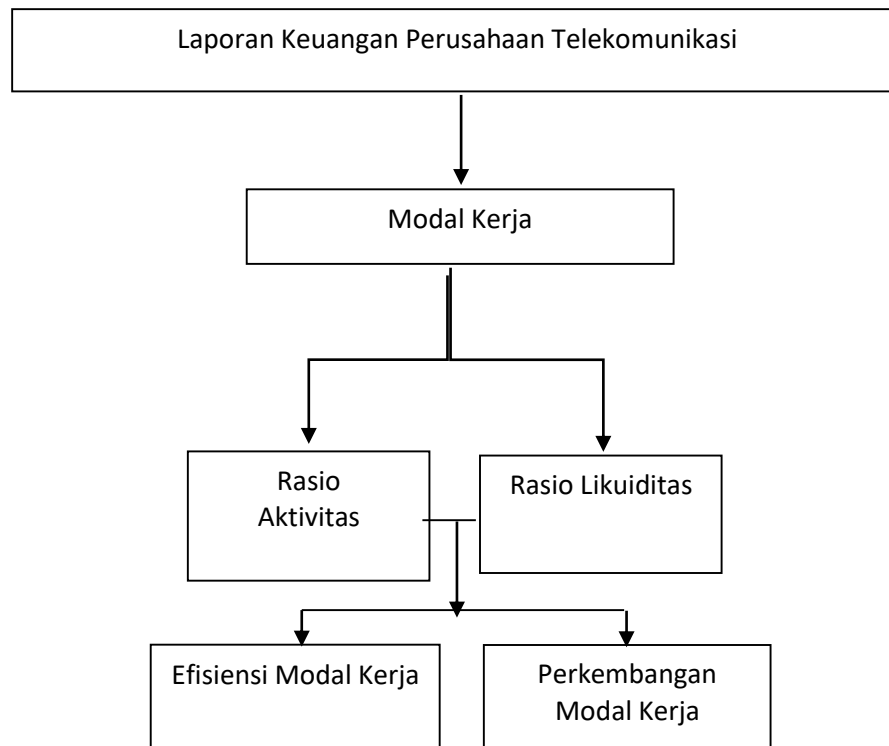 Laporan Keuangan Perusahaan Telekomunikasi
Modal Kerja
Rasio
Aktivitas
Rasio Likuiditas
Efisiensi Modal Kerja
Perkembangan
Modal Kerja